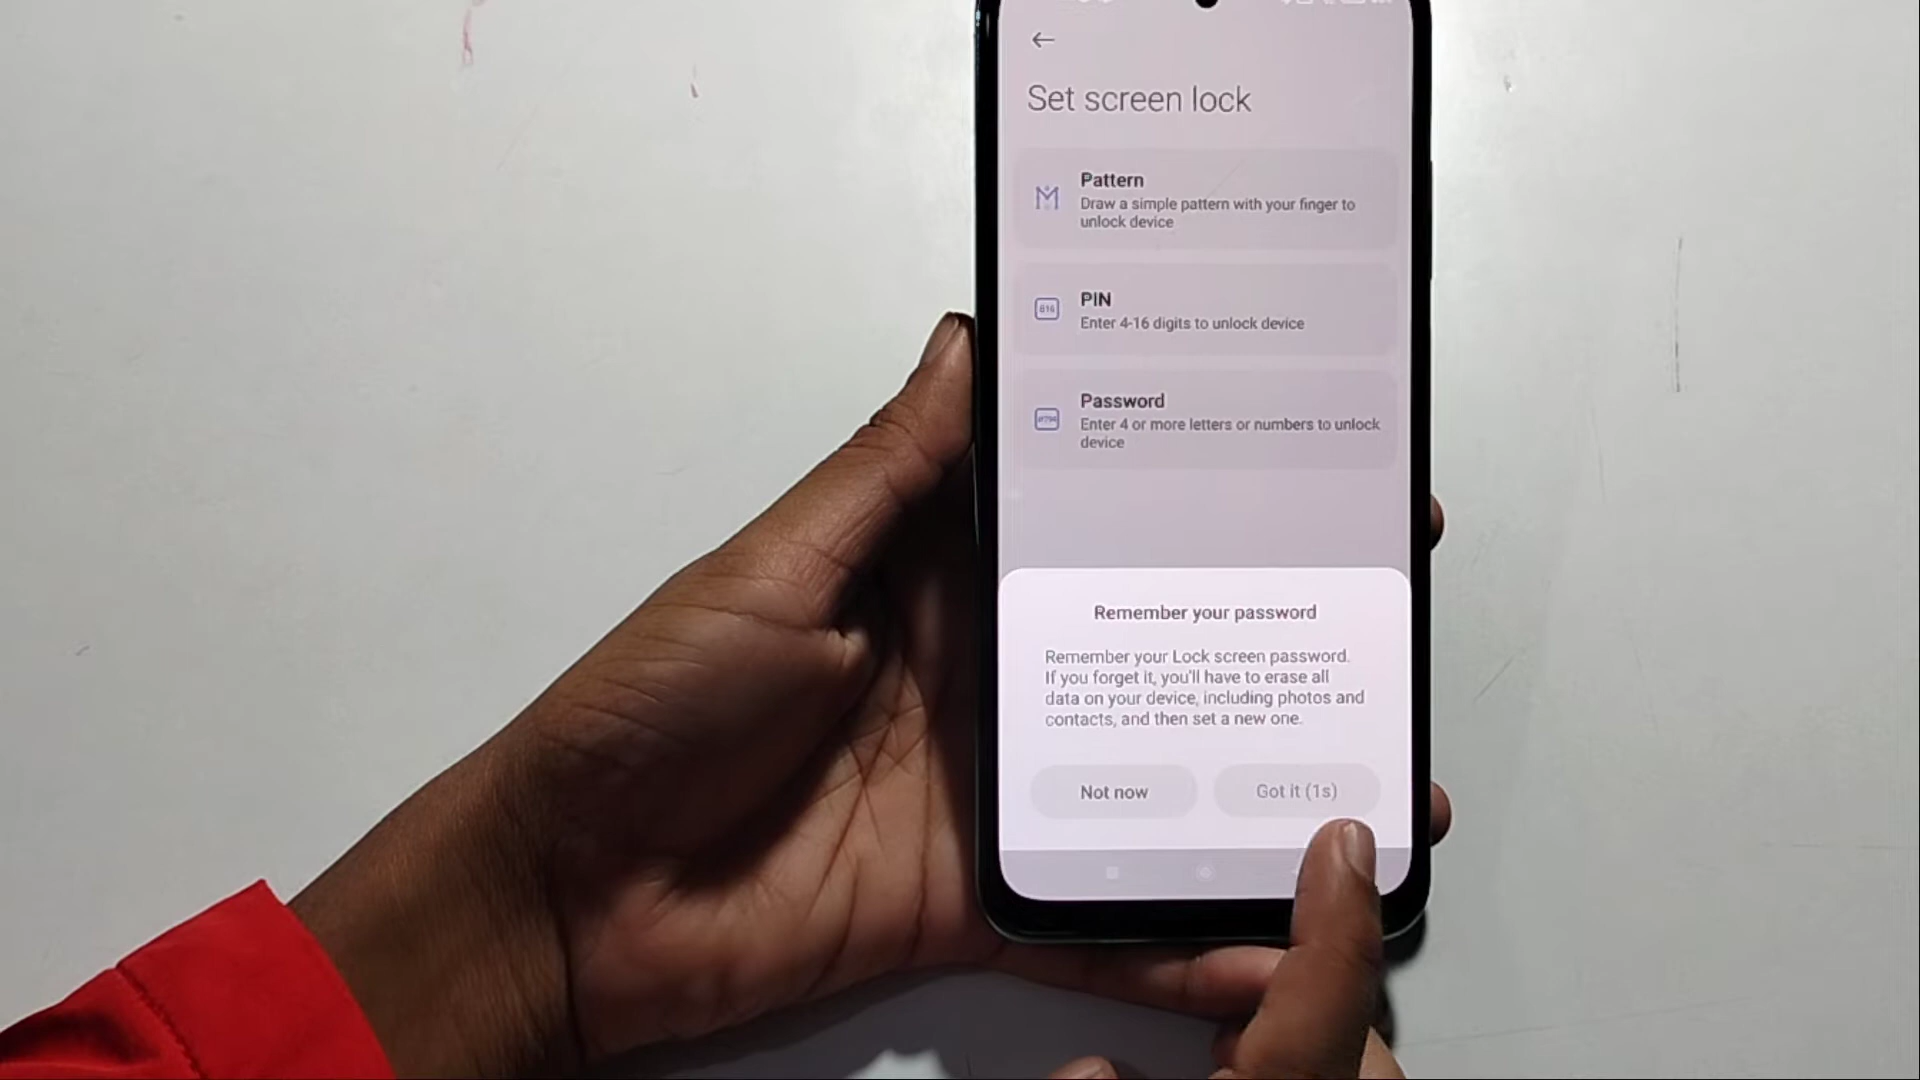 Set screen lock
Pattern
Draw a simple pattern with your finger to
unlock device
PIN
Enter 4-16 digits to unlock device
Password
Enter 4 or more letters or numbers to unlock
device
Remember your password
Remember your Lock screen password.
If you forget it, you'll have to erase all
data on your device, including photos and
contacts, and then set a new one.
Not now
Got it (1s)